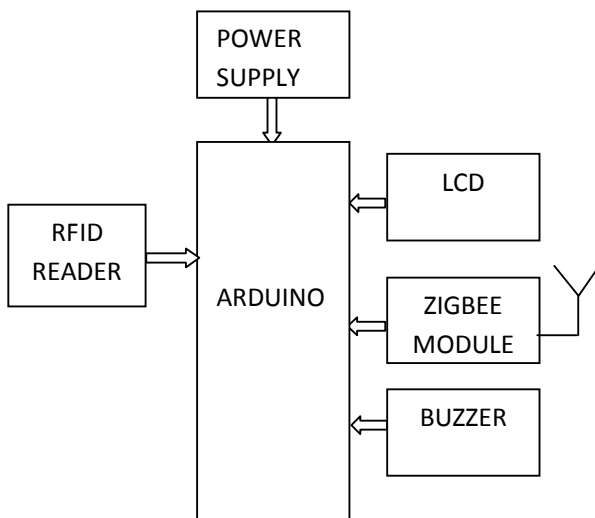 POWER
SUPPLY
LCD
RFID
READER
ARDUINO
ZIGBEE
MODULE
BUZZER